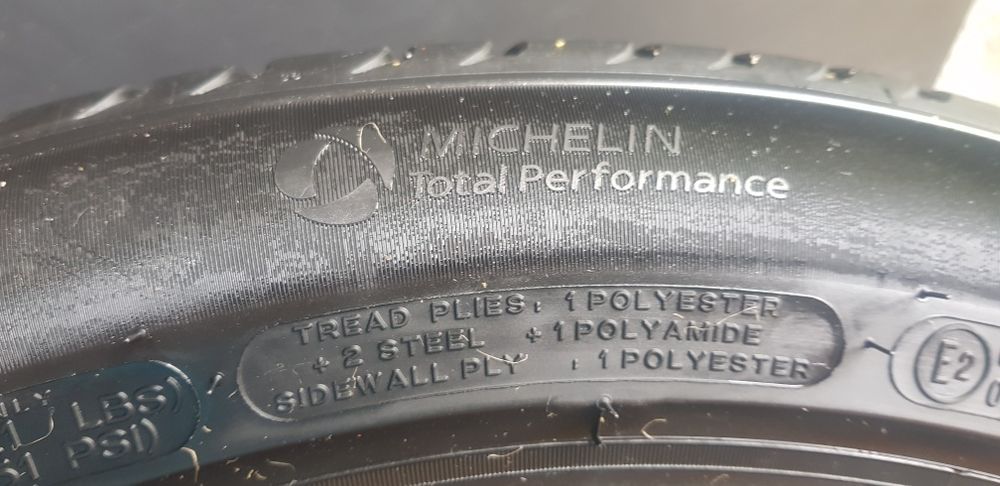 MICHELIN
Total Performance
TREAD PLIES: 1 POLYESTER
+ 2 STEEL + 1 POLYAMIDE
SIDEWALL PLY : 1 POLYESTER
LBS)
PSI)
E2